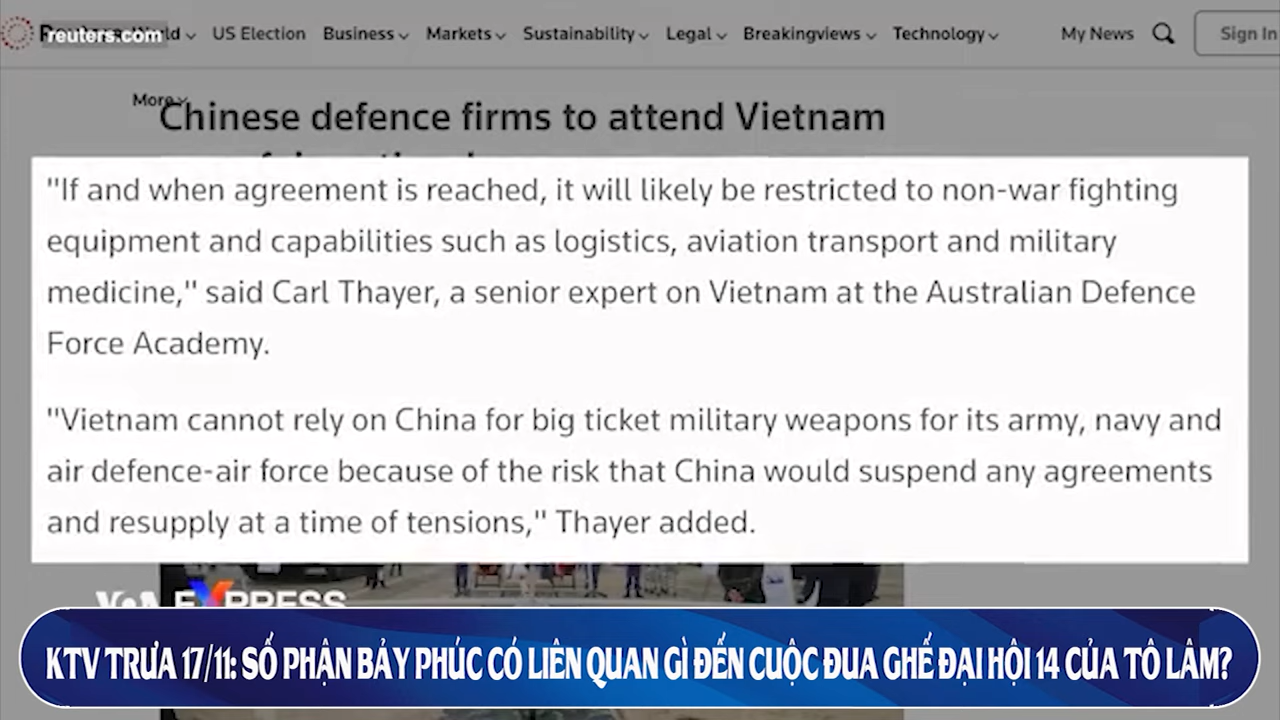 reuters.com
World US Election Business Markets Sustainability Legal Breakingviews Technology My News Sign In
More
Chinese defence firms to attend Vietnam
"If and when agreement is reached, it will likely be restricted to non-war fighting
equipment and capabilities such as logistics, aviation transport and military
medicine," said Carl Thayer, a senior expert on Vietnam at the Australian Defence
Force Academy.
"Vietnam cannot rely on China for big ticket military weapons for its army, navy and
air defence-air force because of the risk that China would suspend any agreements
and resupply at a time of tensions," Thayer added.
VOA EXPRESS
KTV TRƯA 17/11: SỐ PHẬN BẢY PHÚC CÓ LIÊN QUAN GÌ ĐẾN CUỘC ĐUA GHẾ ĐẠI HỘI 14 CỦA TÔ LÂM?